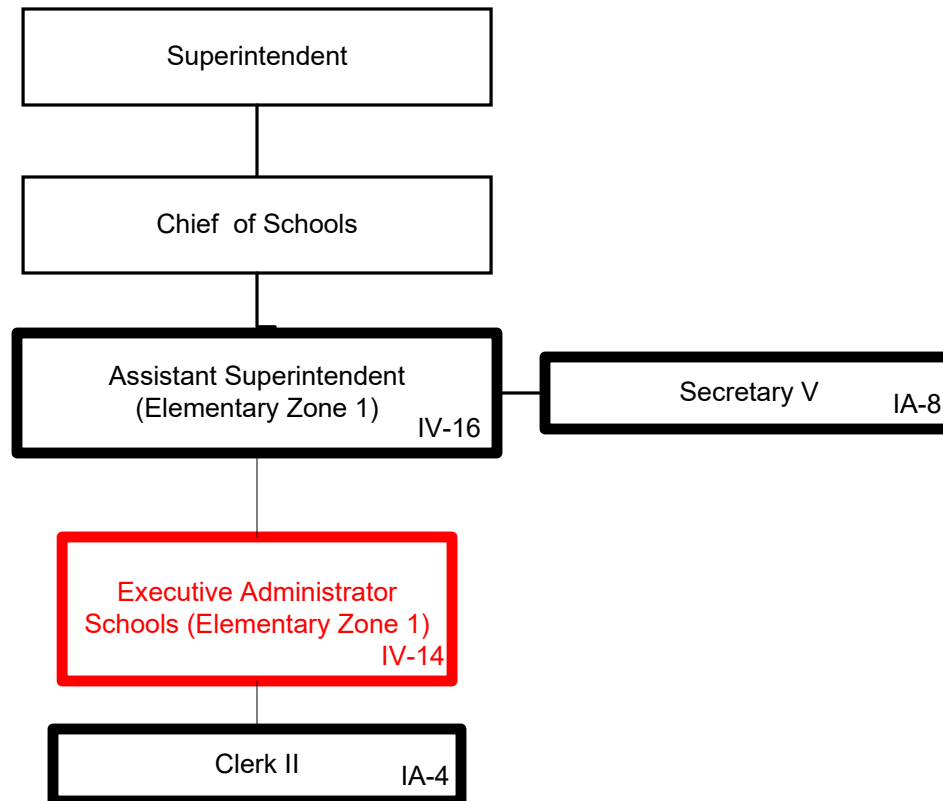 Superintendent
Chief of Schools
Assistant Superintendent
(Elementary Zone 1)
IV-16
Secretary V
IA-8
Executive Administrator
Schools (Elementary Zone 1)
IV-14
Clerk II
IA-4